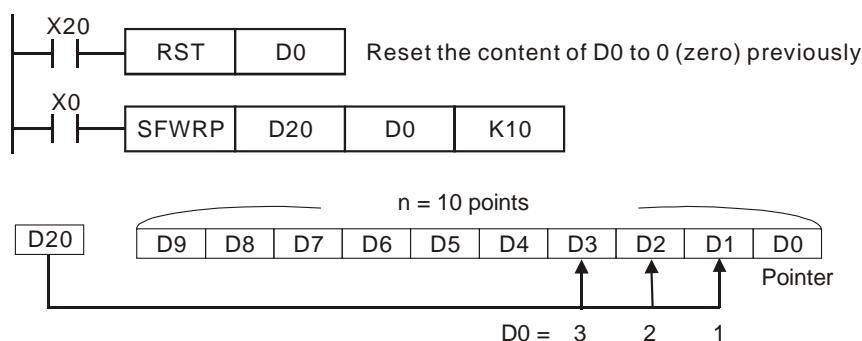 X20
RST D0 Reset the content of D0 to 0 (zero) previously
X0
SFWRP D20 D0 K10
n = 10 points
D20 D9 D8 D7 D6 D5 D4 D3 D2 D1 D0
Pointer
D0 = 3 2 1